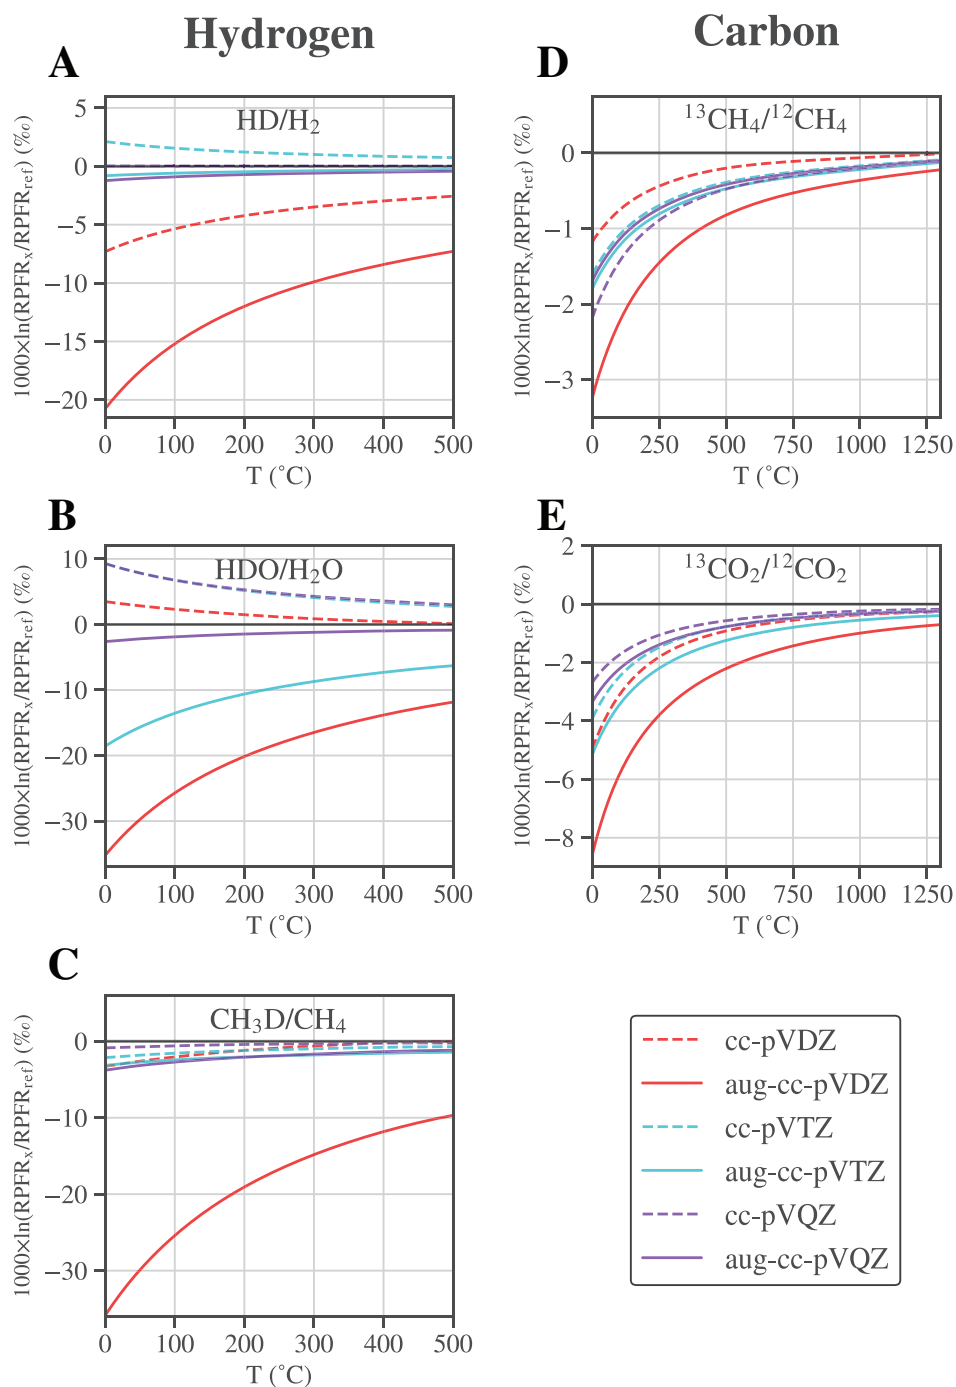 Hydrogen
Carbon
A
HD/H₂
1000×ln(RPFRₓ/RPFR_ref) (‰)
5
0
−5
−10
−15
−20
0 100 200 300 400 500
T (˚C)
D
¹³CH₄/¹²CH₄
1000×ln(RPFRₓ/RPFR_ref) (‰)
0
−1
−2
−3
0 250 500 750 1000 1250
T (˚C)
B
HDO/H₂O
1000×ln(RPFRₓ/RPFR_ref) (‰)
10
0
−10
−20
−30
0 100 200 300 400 500
T (˚C)
E
¹³CO₂/¹²CO₂
1000×ln(RPFRₓ/RPFR_ref) (‰)
2
0
−2
−4
−6
−8
0 250 500 750 1000 1250
T (˚C)
C
CH₃D/CH₄
1000×ln(RPFRₓ/RPFR_ref) (‰)
0
−10
−20
−30
0 100 200 300 400 500
T (˚C)
cc-pVDZ
aug-cc-pVDZ
cc-pVTZ
aug-cc-pVTZ
cc-pVQZ
aug-cc-pVQZ